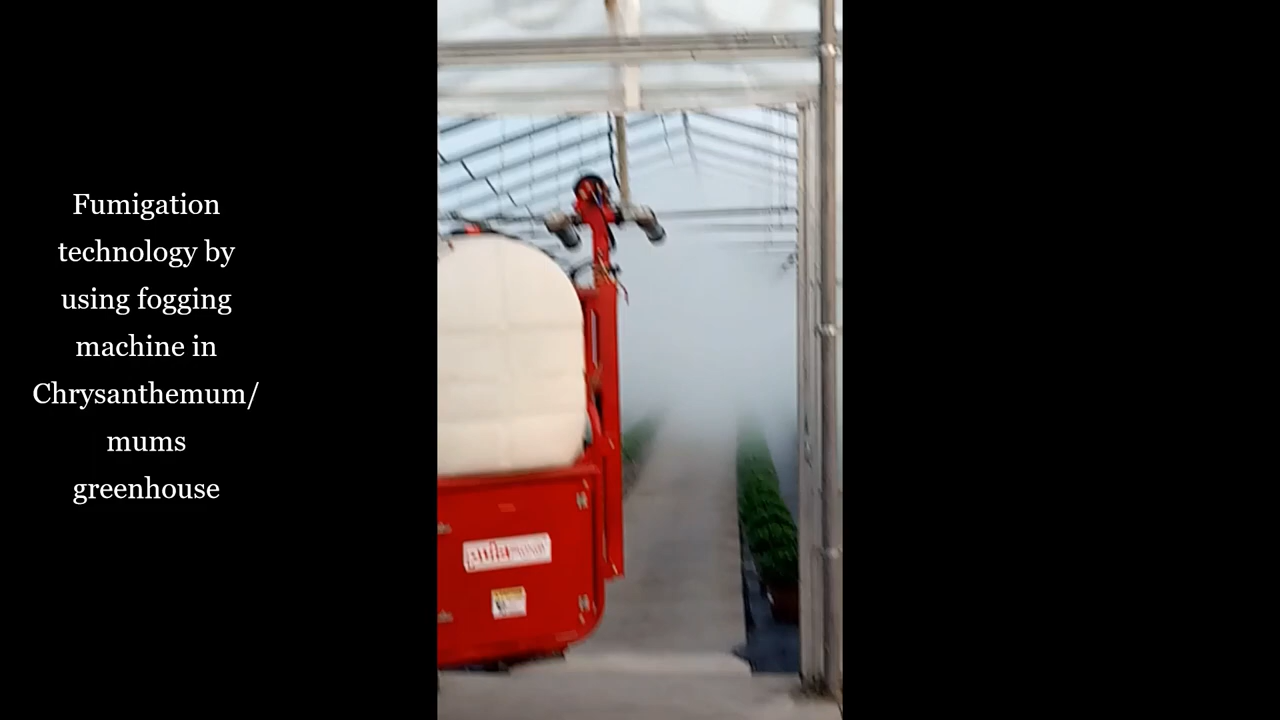 Fumigation
technology by
using fogging
machine in
Chrysanthemum/
mums
greenhouse